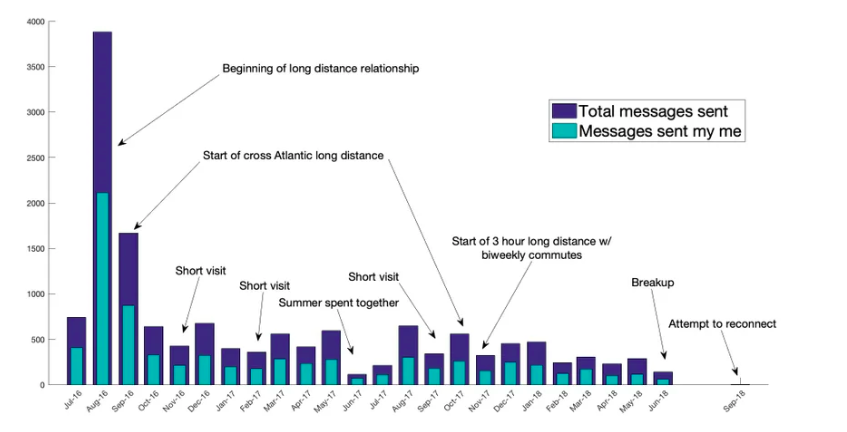 4000
3500
3000
2500
2000
1500
1000
500
0
Beginning of long distance relationship
Total messages sent
Messages sent my me
Start of cross Atlantic long distance
Start of 3 hour long distance w/
biweekly commutes
Short visit
Short visit
Short visit
Summer spent together
Breakup
Attempt to reconnect
Jul-16
Aug-16
Sep-16
Oct-16
Nov-16
Dec-16
Jan-17
Feb-17
Mar-17
Apr-17
May-17
Jun-17
Jul-17
Aug-17
Sep-17
Oct-17
Nov-17
Dec-17
Jan-18
Feb-18
Mar-18
Apr-18
May-18
Jun-18
Sep-18